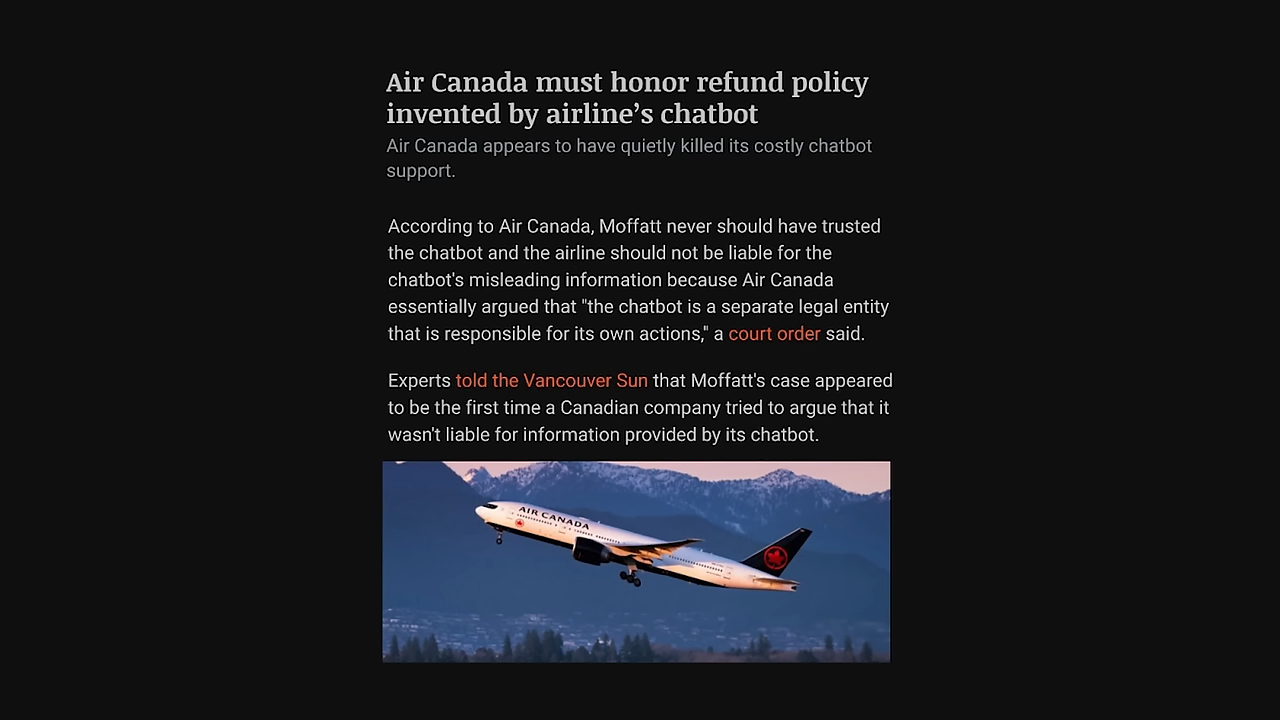 Air Canada must honor refund policy
invented by airline’s chatbot
Air Canada appears to have quietly killed its costly chatbot
support.
According to Air Canada, Moffatt never should have trusted
the chatbot and the airline should not be liable for the
chatbot's misleading information because Air Canada
essentially argued that "the chatbot is a separate legal entity
that is responsible for its own actions," a court order said.
Experts told the Vancouver Sun that Moffatt's case appeared
to be the first time a Canadian company tried to argue that it
wasn't liable for information provided by its chatbot.
AIR CANADA